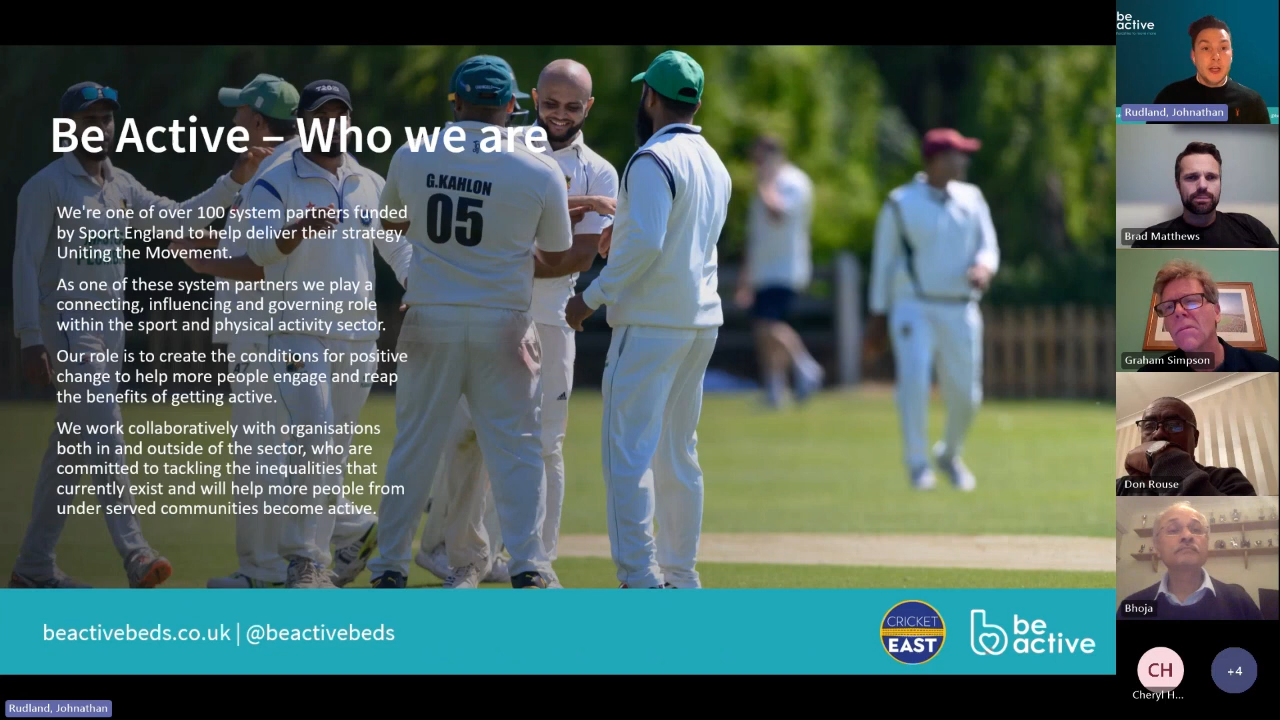 Be Active – Who we are
G.KAHLON
05
We're one of over 100 system partners funded
by Sport England to help deliver their strategy
Uniting the Movement.
As one of these system partners we play a
connecting, influencing and governing role
within the sport and physical activity sector.
Our role is to create the conditions for positive
change to help more people engage and reap
the benefits of getting active.
We work collaboratively with organisations
both in and outside of the sector, who are
committed to tackling the inequalities that
currently exist and will help more people from
under served communities become active.
beactivebeds.co.uk | @beactivebeds
CRICKET
EAST
be
active
Rudland, Johnathan
be
active
Rudland, Johnathan
Brad Matthews
Graham Simpson
Don Rouse
Bhoja
CH
Cheryl H...
+4